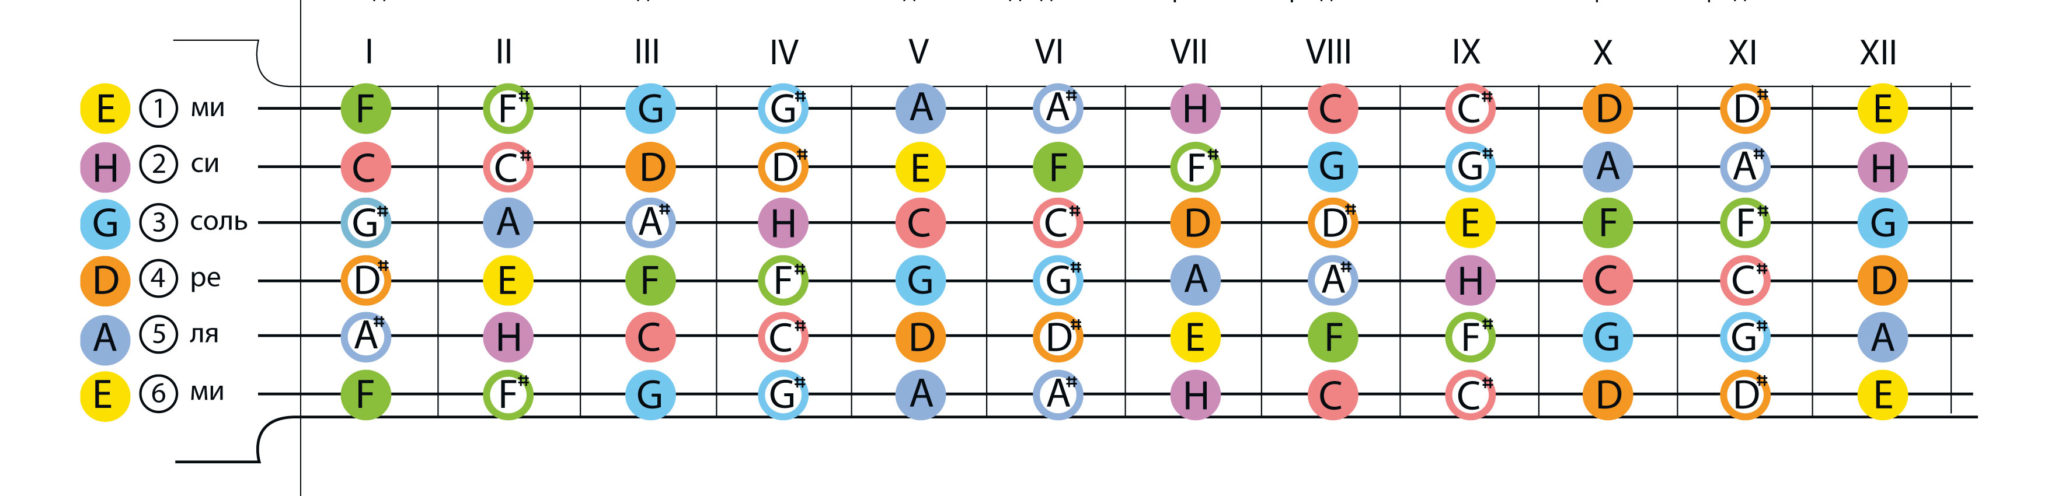 I II III IV V VI VII VIII IX X XI XII
E 1 ми F F# G G# A A# H C C# D D# E
H 2 си C C# D D# E F F# G G# A A# H
G 3 соль G# A A# H C C# D D# E F F# G
D 4 ре D# E F F# G G# A A# H C C# D
A 5 ля A# H C C# D D# E F F# G G# A
E 6 ми F F# G G# A A# H C C# D D# E